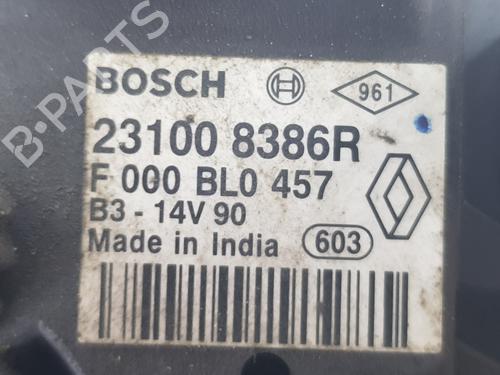 BOSCH 961
23100 8386R
F 000 BL0 457
B3 - 14V 90
Made in India 603
B-PARTS